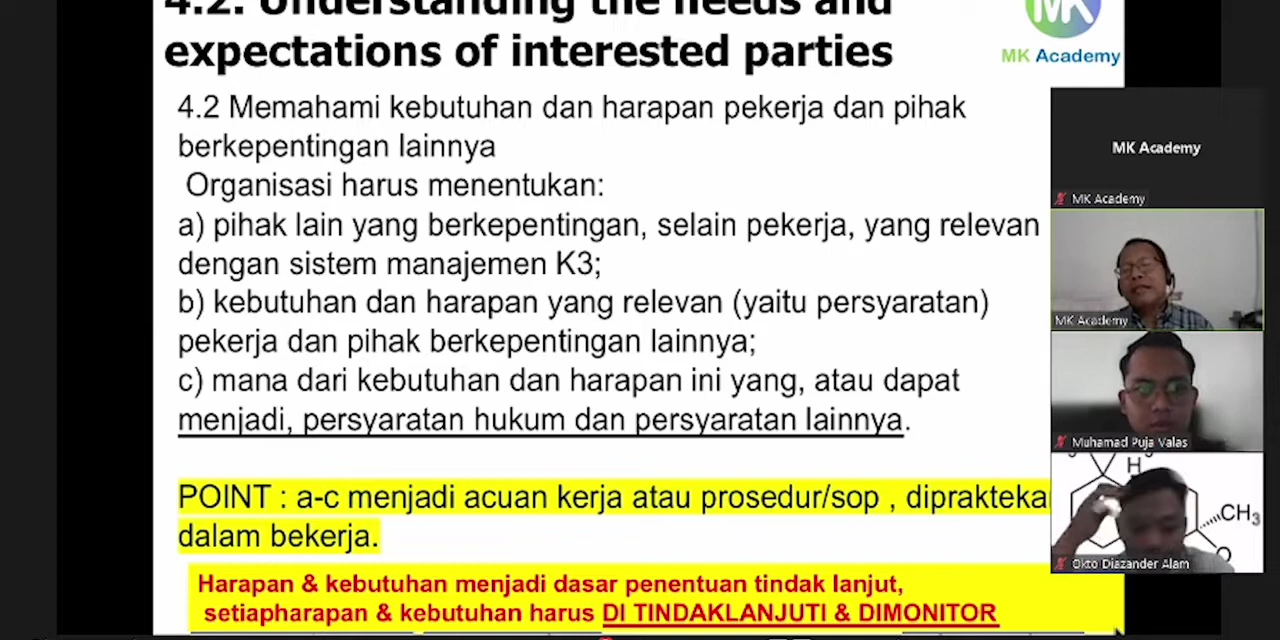 4.2. Understanding the needs and
expectations of interested parties
MK
MK Academy
4.2 Memahami kebutuhan dan harapan pekerja dan pihak
berkepentingan lainnya
Organisasi harus menentukan:
a) pihak lain yang berkepentingan, selain pekerja, yang relevan
dengan sistem manajemen K3;
b) kebutuhan dan harapan yang relevan (yaitu persyaratan)
pekerja dan pihak berkepentingan lainnya;
c) mana dari kebutuhan dan harapan ini yang, atau dapat
menjadi, persyaratan hukum dan persyaratan lainnya.
POINT : a-c menjadi acuan kerja atau prosedur/sop , dipraktekan
dalam bekerja.
Harapan & kebutuhan menjadi dasar penentuan tindak lanjut,
setiapharapan & kebutuhan harus DI TINDAKLANJUTI & DIMONITOR
MK Academy
MK Academy
MK Academy
Muhamad Puja Valas
H
CH3
O
Okto Diazander Alam